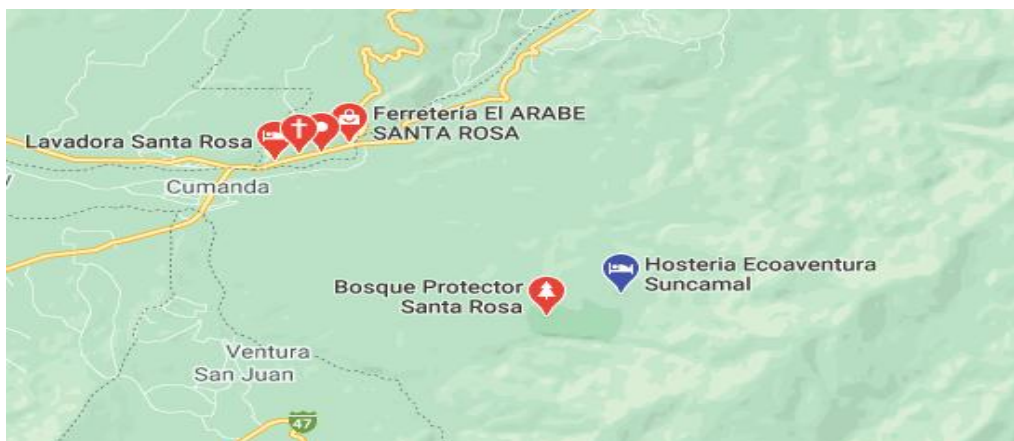 Ferretería El ARABE
SANTA ROSA
Lavadora Santa Rosa
Cumanda
Hosteria Ecoaventura
Suncamal
Bosque Protector
Santa Rosa
Ventura
San Juan
47